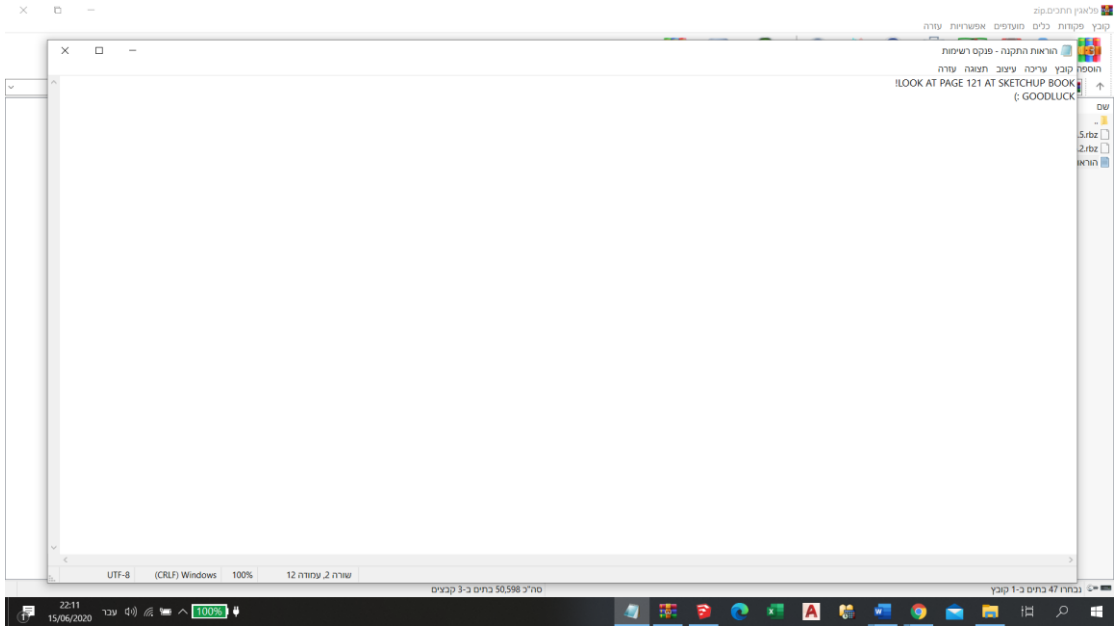 פלאגין חתכים.zip
קובץ פקודות כלים מועדפים אפשרויות עזרה
הוראות התקנה - פנקס רשימות
קובץ עריכה עיצוב תצוגה עזרה
הוספה
!LOOK AT PAGE 121 AT SKETCHUP BOOK
(: GOODLUCK
שם
..
5.rbz
2.rbz
שורה 2, עמודה 12
100%
(CRLF) Windows
UTF-8
נבחרו 47 בתים ב-1 קובץ
סה"כ 50,598 בתים ב-3 קבצים
100%
עבר
22:11
15/06/2020